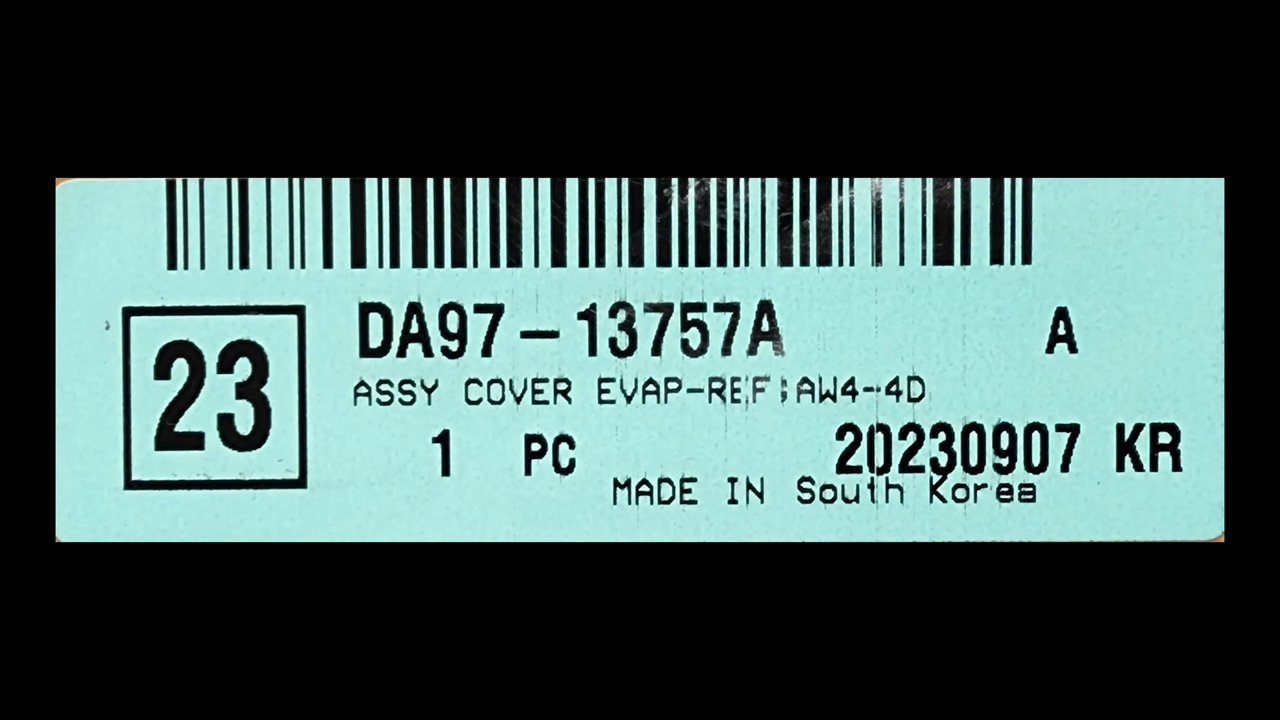 DA97-13757A A
23
ASSY COVER EVAP-REF;AW4-4D
1 PC 20230907 KR
MADE IN South Korea